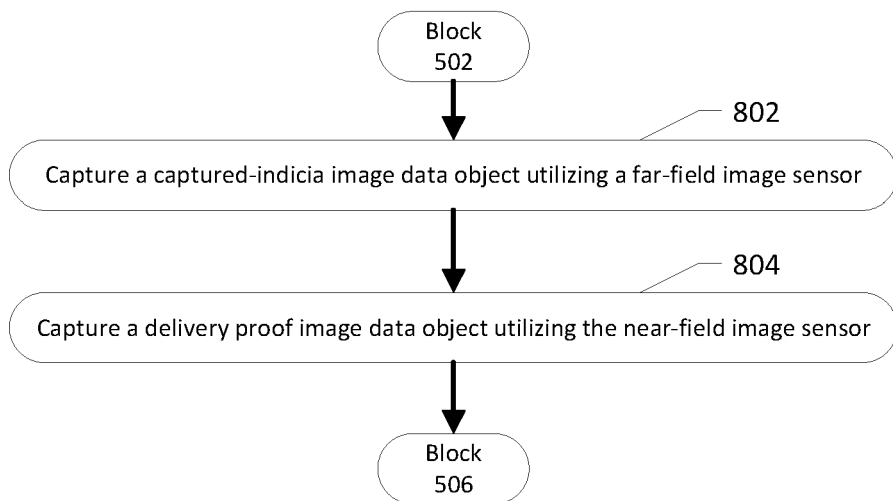 Block
502
802
Capture a captured-indicia image data object utilizing a far-field image sensor
804
Capture a delivery proof image data object utilizing the near-field image sensor
Block
506